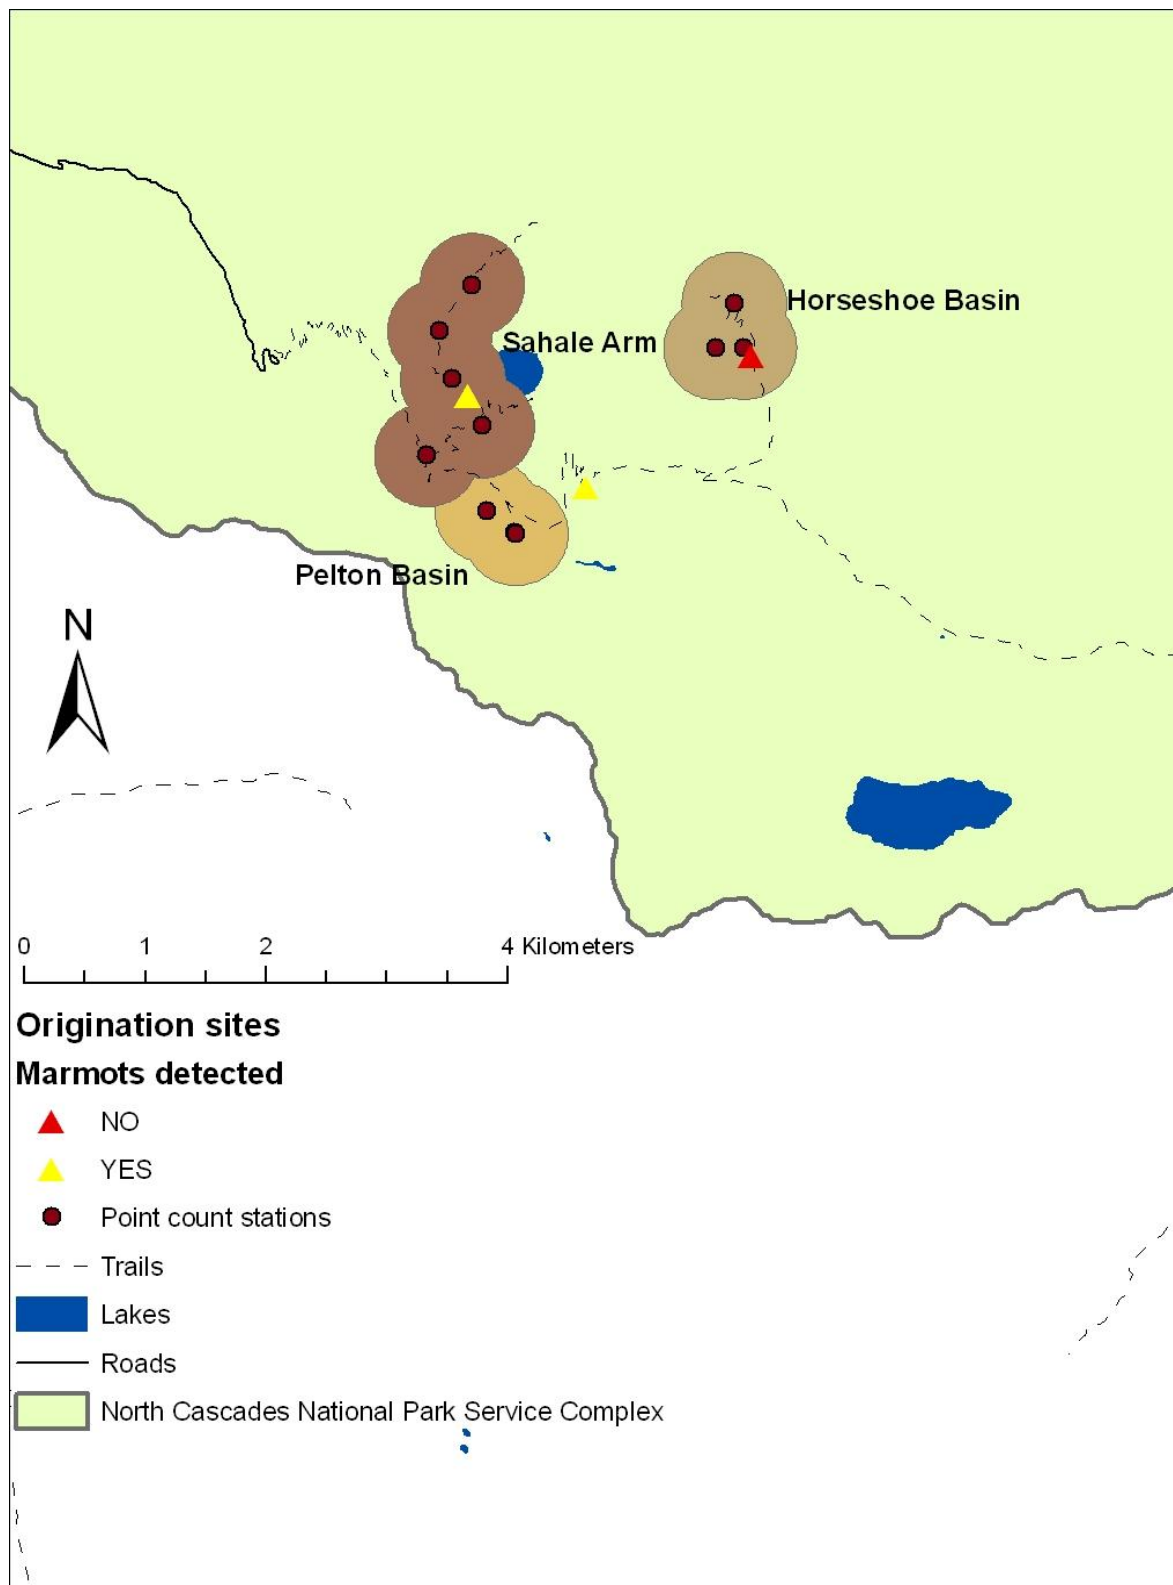 Horseshoe Basin
Sahale Arm
Pelton Basin
N
0 1 2 4 Kilometers
Origination sites
Marmots detected
NO
YES
Point count stations
Trails
Lakes
Roads
North Cascades National Park Service Complex